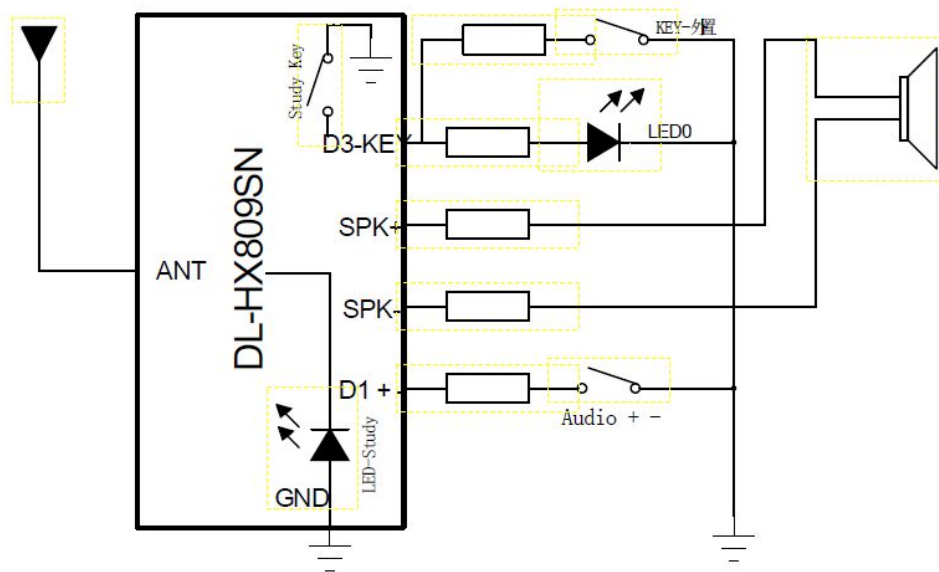 KEY-外置
Study Key
D3-KEY
LED0
SPK+
ANT
DL-HX809SN
SPK-
D1 +
Audio + -
LED-Study
GND